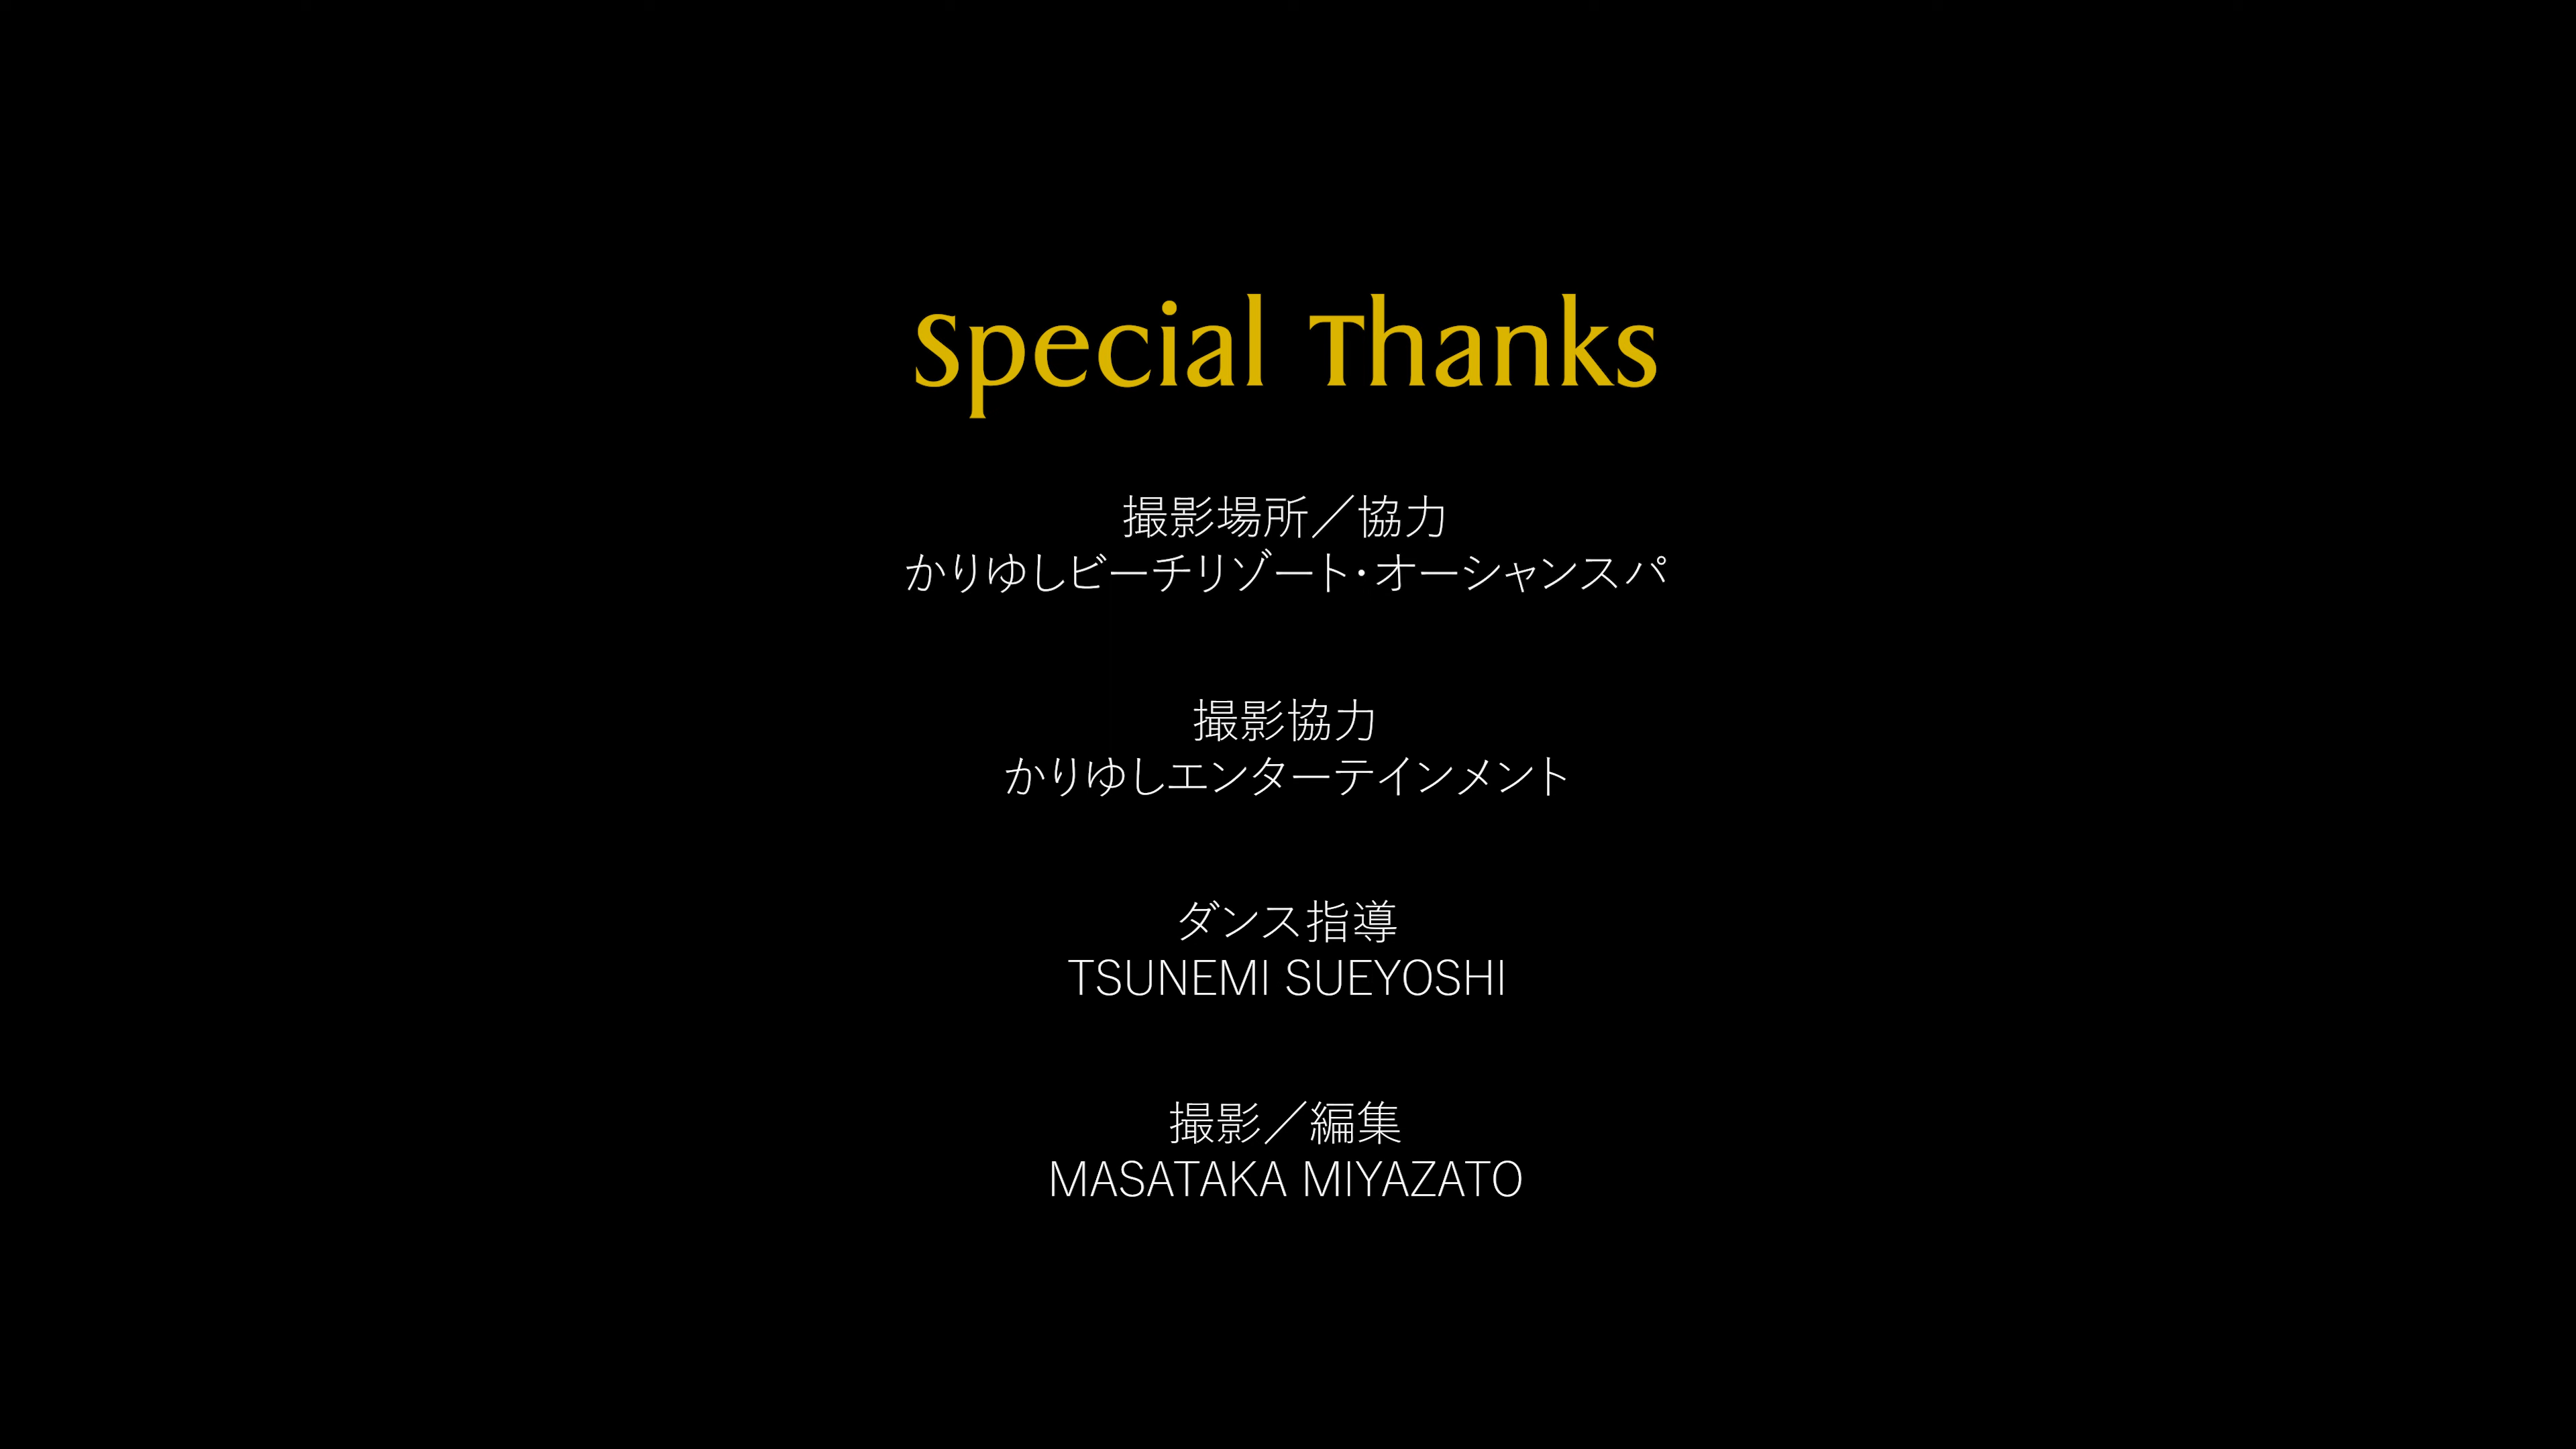 Special Thanks
撮影場所／協力
かりゆしビーチリゾート・オーシャンスパ
撮影協力
かりゆしエンターテインメント
ダンス指導
TSUNEMI SUEYOSHI
撮影／編集
MASATAKA MIYAZATO